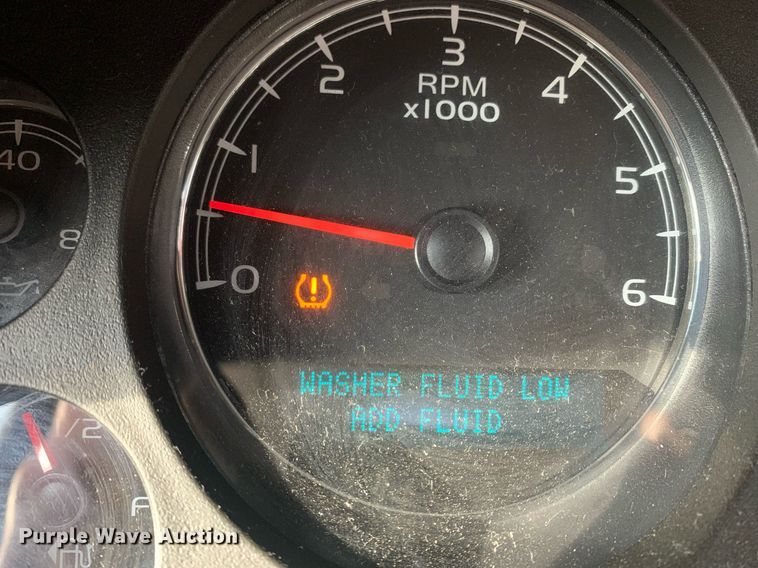 3
2
4
RPM
x1000
1
40
5
8
0
6
WASHER FLUID LOW
ADD FLUID
/2
F
Purple Wave Auction